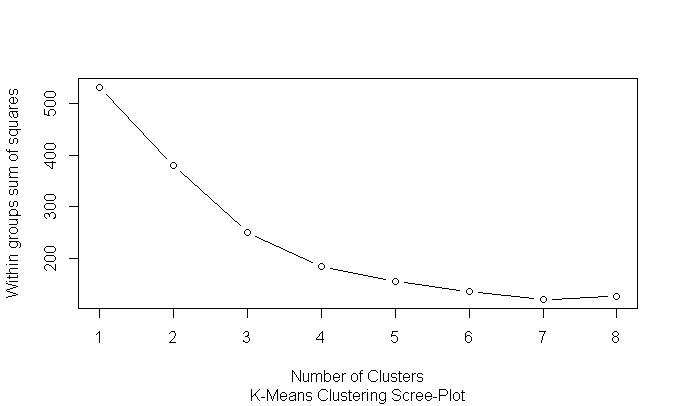 Within groups sum of squares
500
400
300
200
1 2 3 4 5 6 7 8
Number of Clusters
K-Means Clustering Scree-Plot